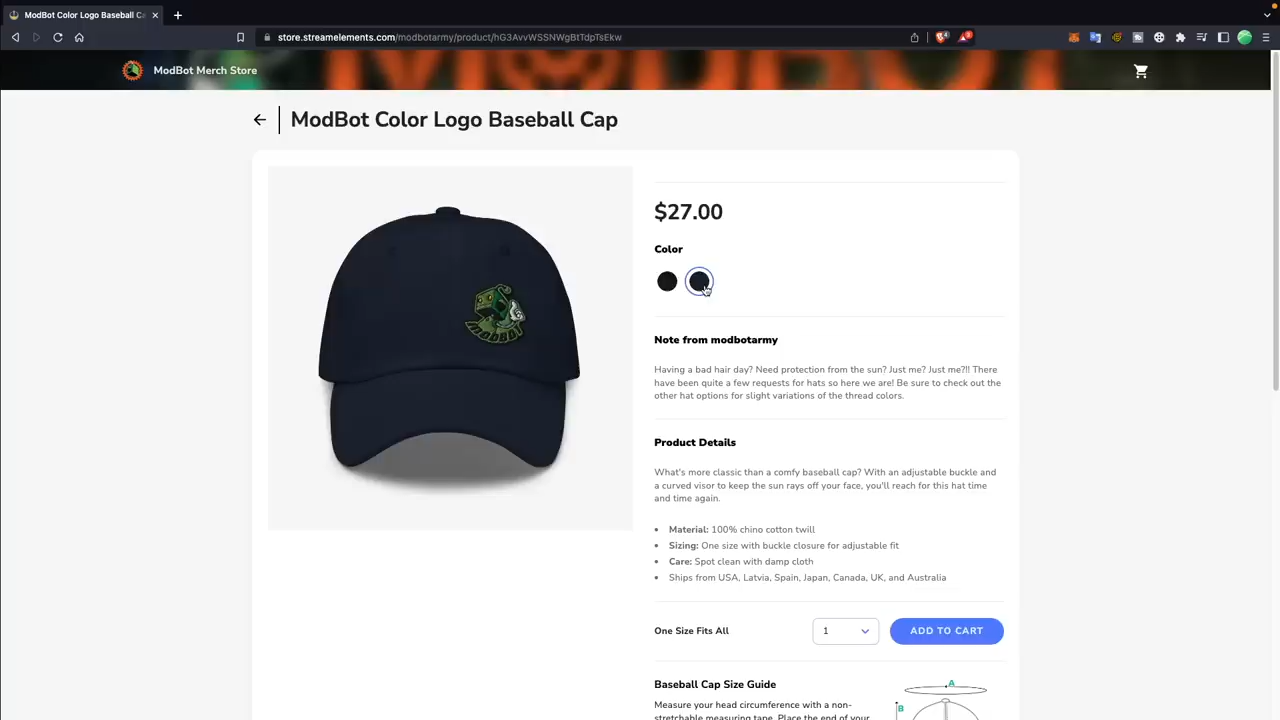 ModBot Color Logo Baseball Ca
store.streamelements.com/modbotarmy/product/hG3AvvWSSNWgBtTdpTsEkw
MODBOT
ModBot Merch Store
ModBot Color Logo Baseball Cap
$27.00
Color
MODBOT
Note from modbotarmy
Having a bad hair day? Need protection from the sun? Just me? Just me?!! There
have been quite a few requests for hats so here we are! Be sure to check out the
other hat options for slight variations of the thread colors.
Product Details
What's more classic than a comfy baseball cap? With an adjustable buckle and
a curved visor to keep the sun rays off your face, you'll reach for this hat time
and time again.
• Material: 100% chino cotton twill
• Sizing: One size with buckle closure for adjustable fit
• Care: Spot clean with damp cloth
• Ships from USA, Latvia, Spain, Japan, Canada, UK, and Australia
One Size Fits All
1
ADD TO CART
Baseball Cap Size Guide
A
Measure your head circumference with a non-
B
stretchable measuring tape. Place the end of your